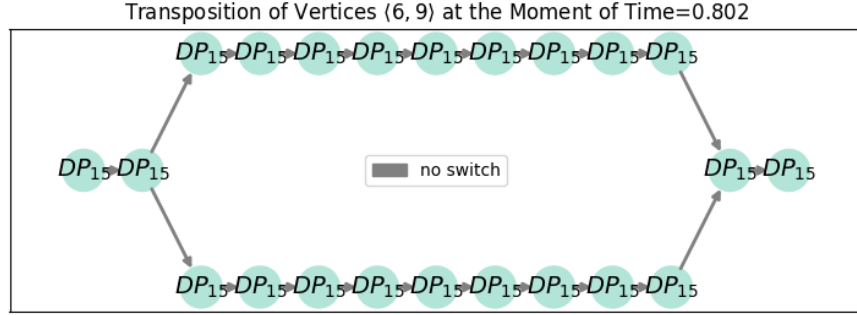 Transposition of Vertices ⟨6, 9⟩ at the Moment of Time=0.802
DP₁₅ DP₁₅ DP₁₅ DP₁₅ DP₁₅ DP₁₅ DP₁₅ DP₁₅ DP₁₅
DP₁₅ DP₁₅ no switch DP₁₅ DP₁₅
DP₁₅ DP₁₅ DP₁₅ DP₁₅ DP₁₅ DP₁₅ DP₁₅ DP₁₅ DP₁₅